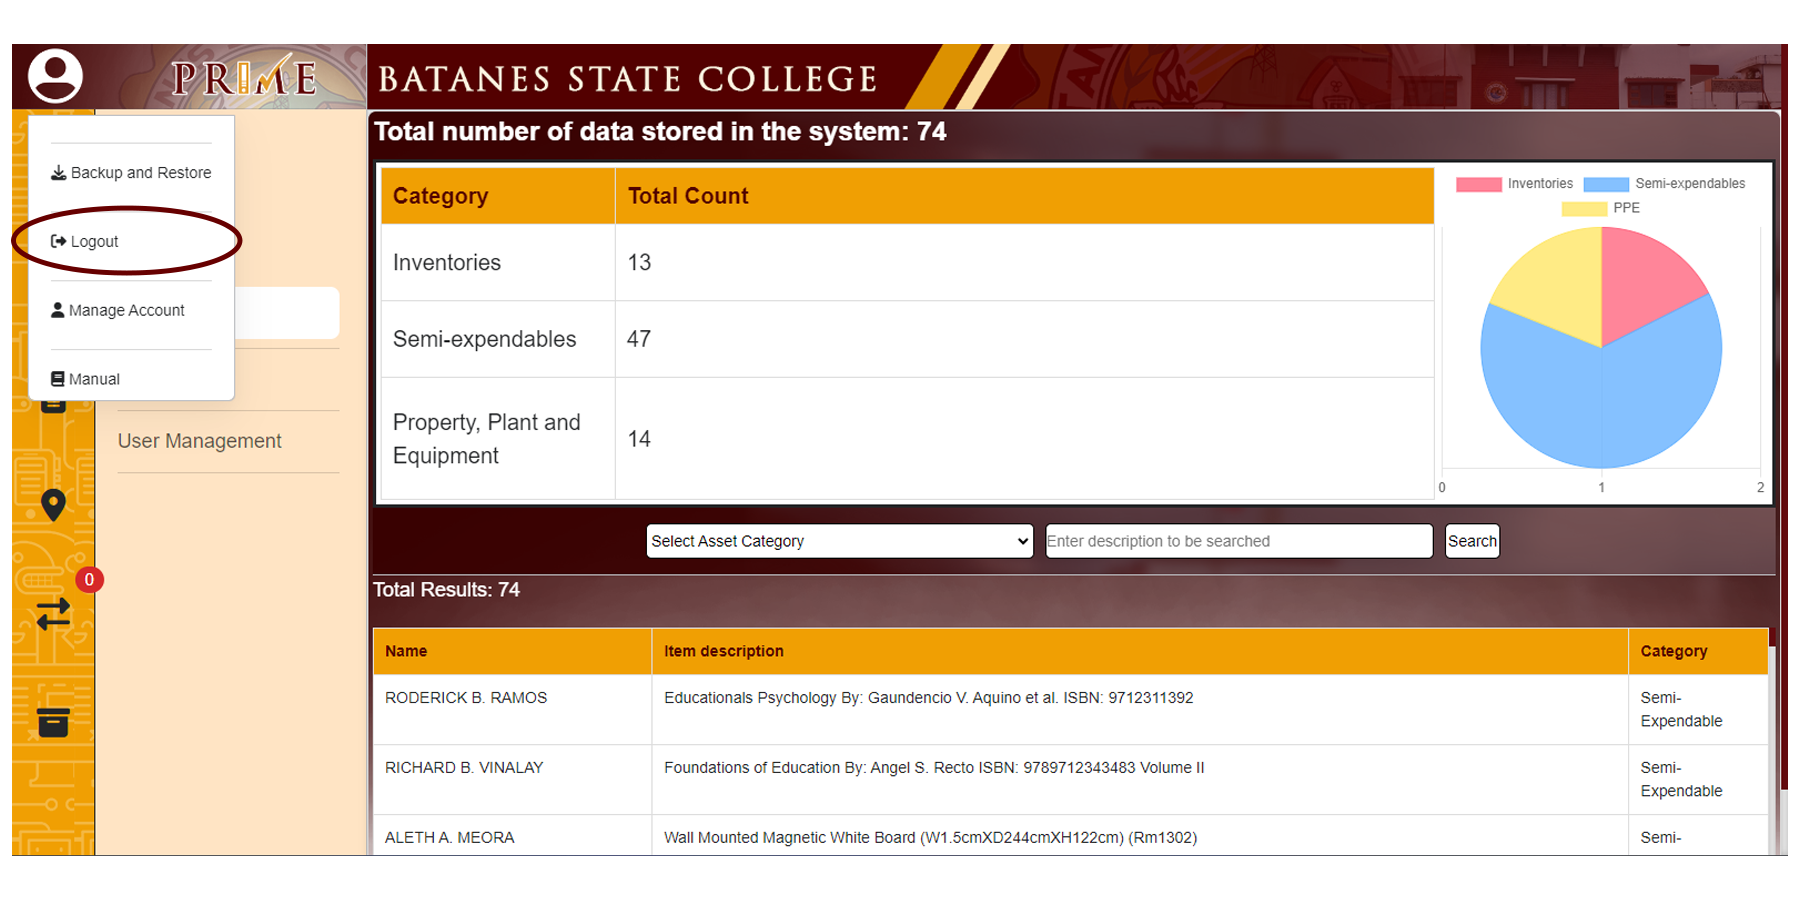 PRIME
BATANES STATE COLLEGE
Backup and Restore
Logout
Manage Account
Manual
User Management
0
Total number of data stored in the system: 74
Category Total Count
Inventories 13
Semi-expendables 47
Property, Plant and
Equipment
14
Inventories Semi-expendables
PPE
0 1 2
Select Asset Category Enter description to be searched Search
Total Results: 74
Name Item description Category
RODERICK B. RAMOS Educationals Psychology By: Gaundencio V. Aquino et al. ISBN: 9712311392 Semi-
Expendable
RICHARD B. VINALAY Foundations of Education By: Angel S. Recto ISBN: 9789712343483 Volume II Semi-
Expendable
ALETH A. MEORA Wall Mounted Magnetic White Board (W1.5cmXD244cmXH122cm) (Rm1302) Semi-